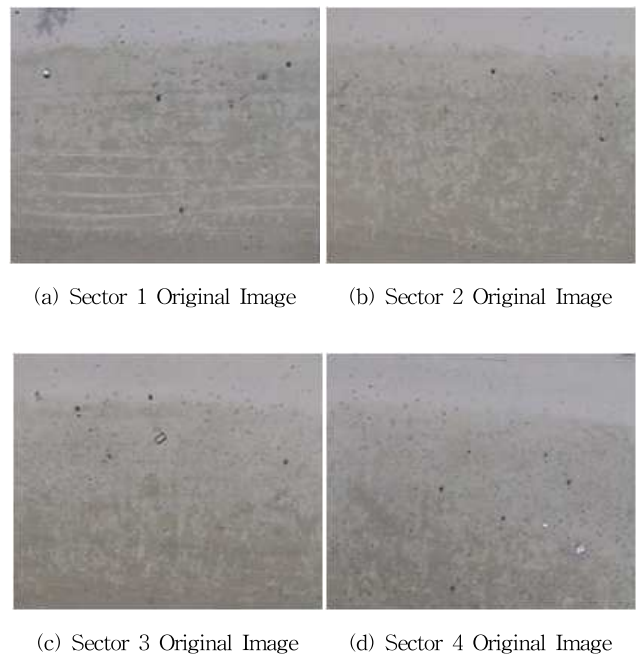 (a) Sector 1 Original Image
(b) Sector 2 Original Image
(c) Sector 3 Original Image
(d) Sector 4 Original Image